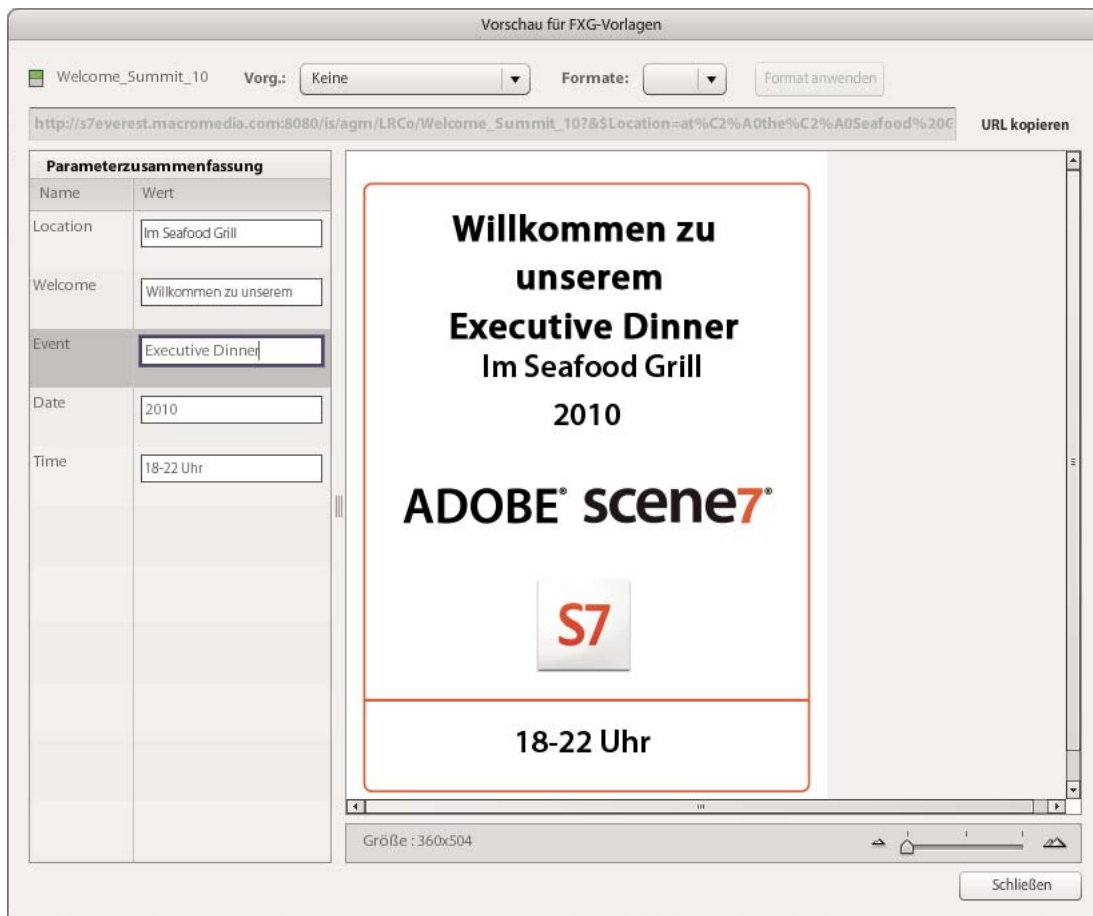 Vorschau für FXG-Vorlagen
Welcome_Summit_10 Vorg.: Keine Formate: Format anwenden
http://s7everest.macromedia.com:8080/is/agm/LRCo/Welcome_Summit_10?&$Location=at%C2%A0the%C2%A0Seafood%20G URL kopieren
Parameterzusammenfassung
Name Wert
Location Im Seafood Grill
Welcome Willkommen zu unserem
Event Executive Dinner
Date 2010
Time 18-22 Uhr
Willkommen zu
unserem
Executive Dinner
Im Seafood Grill
2010
ADOBE® scene7®
S7
18-22 Uhr
Größe : 360x504
Schließen